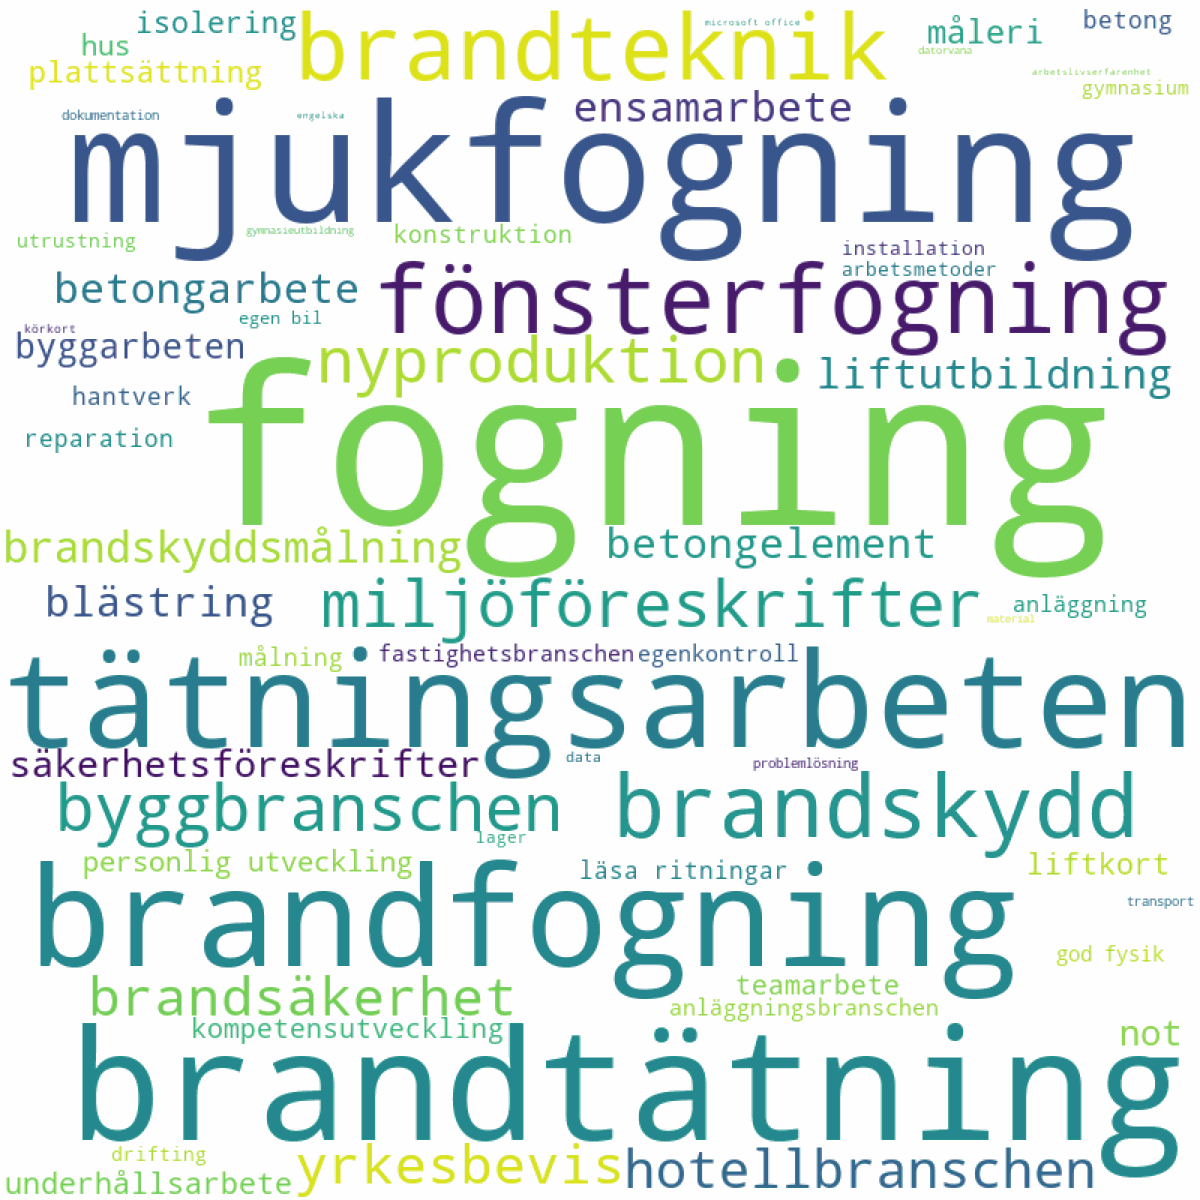 microsoft office
isolering
brandteknik
måleri
betong
hus
datorvana
plattsättning
arbetslivserfarenhet
gymnasium
ensamarbete
dokumentation
engelska
mjukfogning
utrustning
gymnasieutbildning
konstruktion
installation
arbetsmetoder
betongarbete
fönsterfogning
egen bil
körkort
byggarbeten
nyproduktion
liftutbildning
hantverk
fogning
reparation
brandskyddsmålning
betongelement
blästring
miljöföreskrifter
anläggning
material
målning
fastighetsbranschen
egenkontroll
tätningsarbeten
säkerhetsföreskrifter
data
problemlösning
byggbranschen
brandskydd
lager
personlig utveckling
läsa ritningar
liftkort
brandfogning
transport
god fysik
brandsäkerhet
teamarbete
anläggningsbranschen
kompetensutveckling
not
brandtätning
drifting
underhållsarbete
yrkesbevis
hotellbranschen